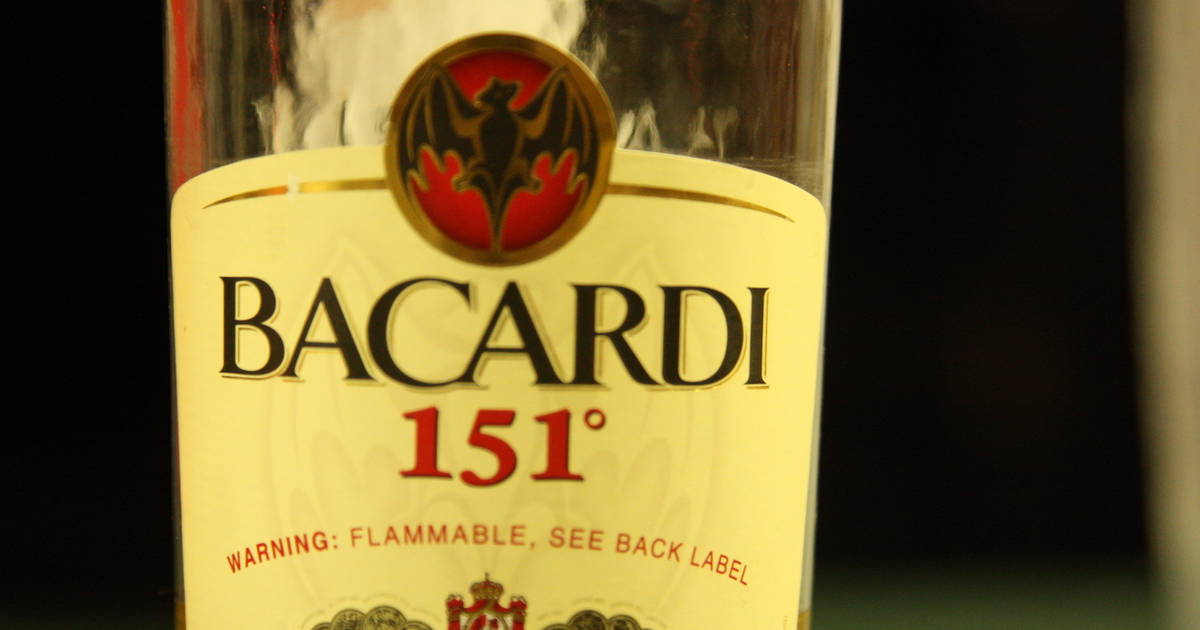 BACARDI
151°
WARNING: FLAMMABLE, SEE BACK LABEL